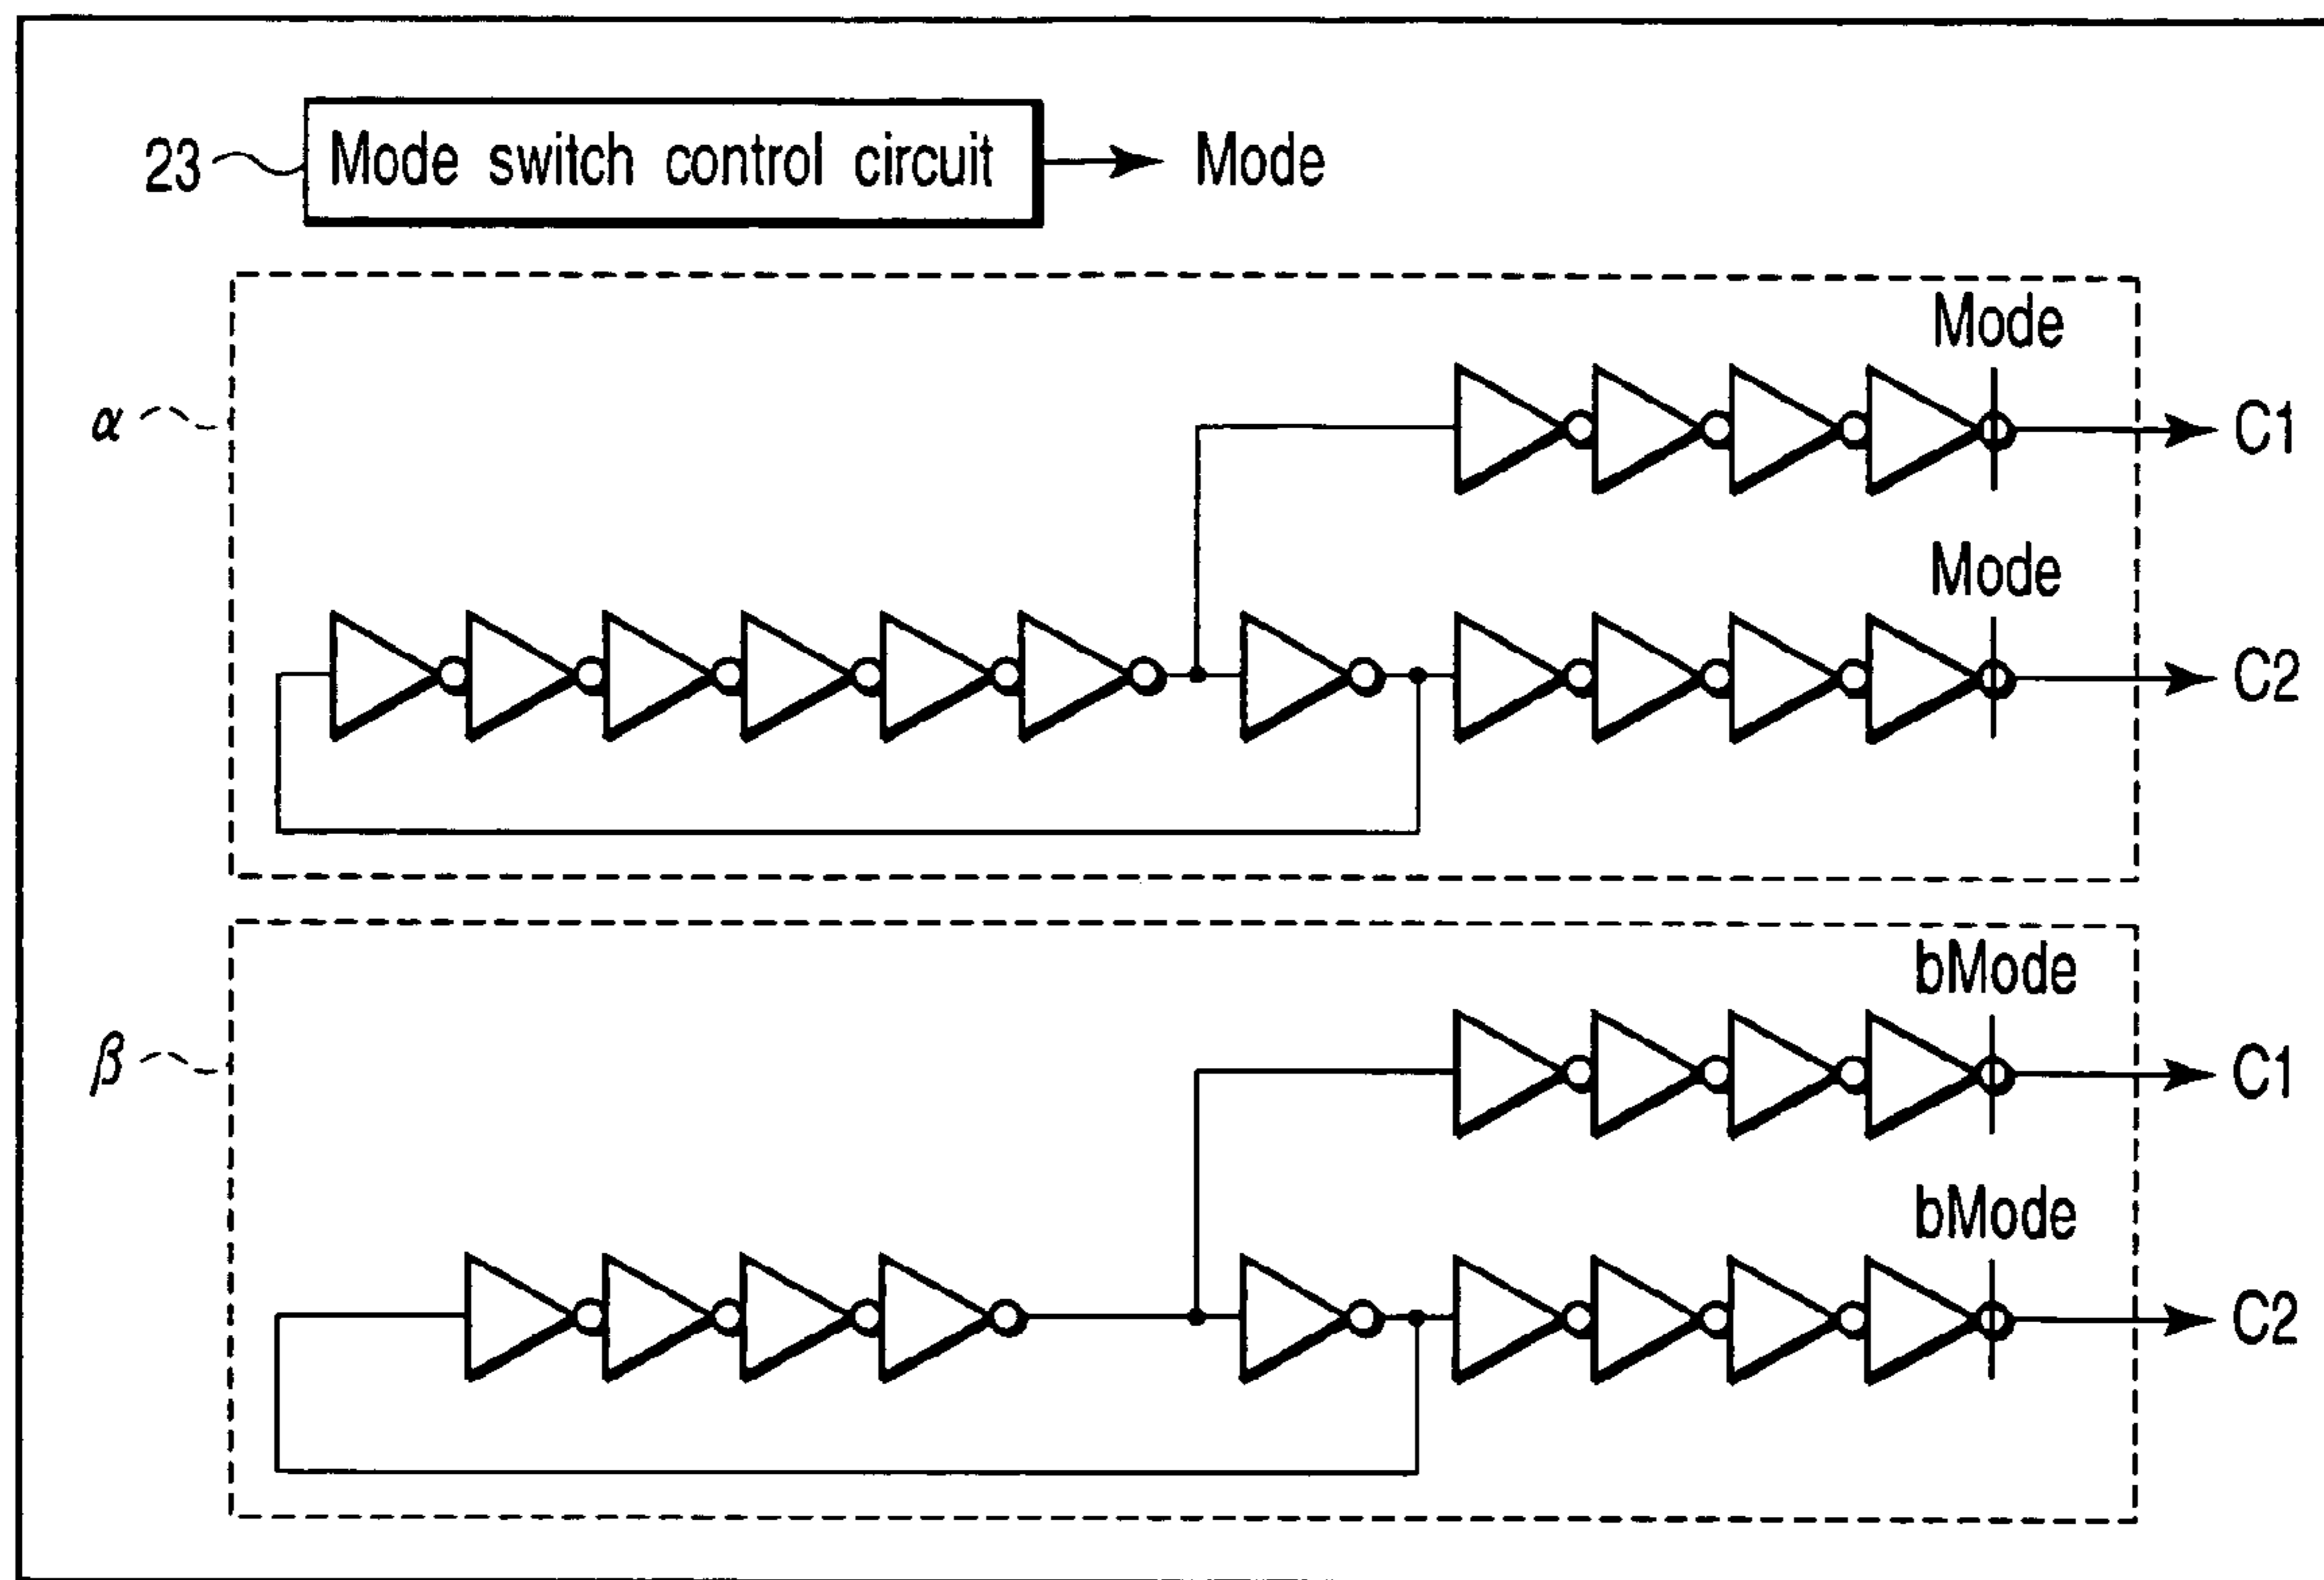 23 Mode switch control circuit Mode
Mode
α C1
Mode
C2
bMode
β C1
bMode
C2